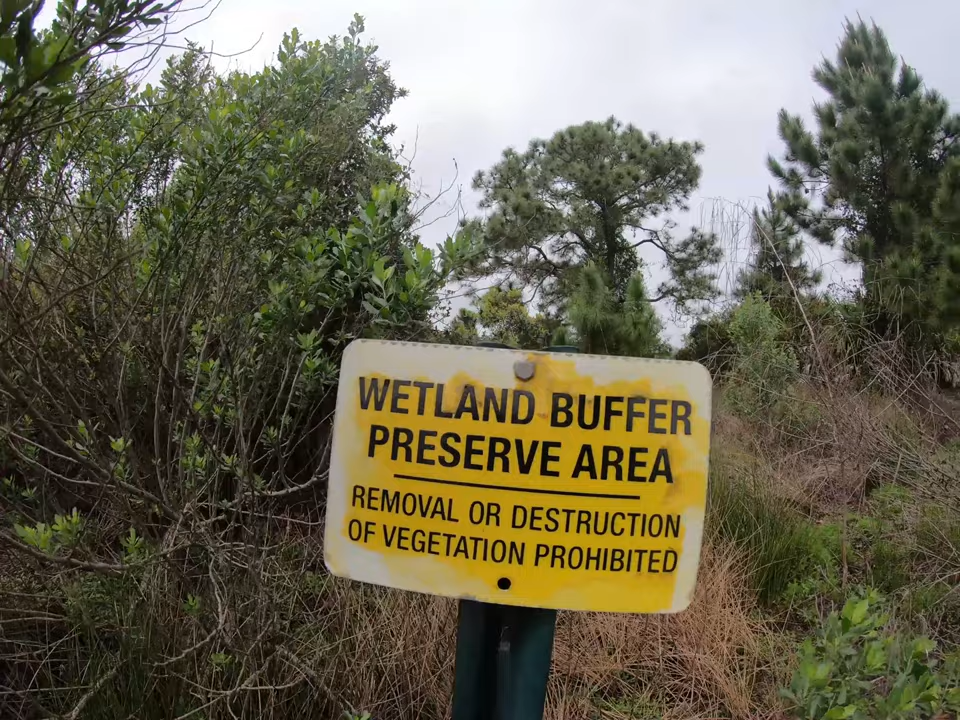 WETLAND BUFFER
PRESERVE AREA
REMOVAL OR DESTRUCTION
OF VEGETATION PROHIBITED